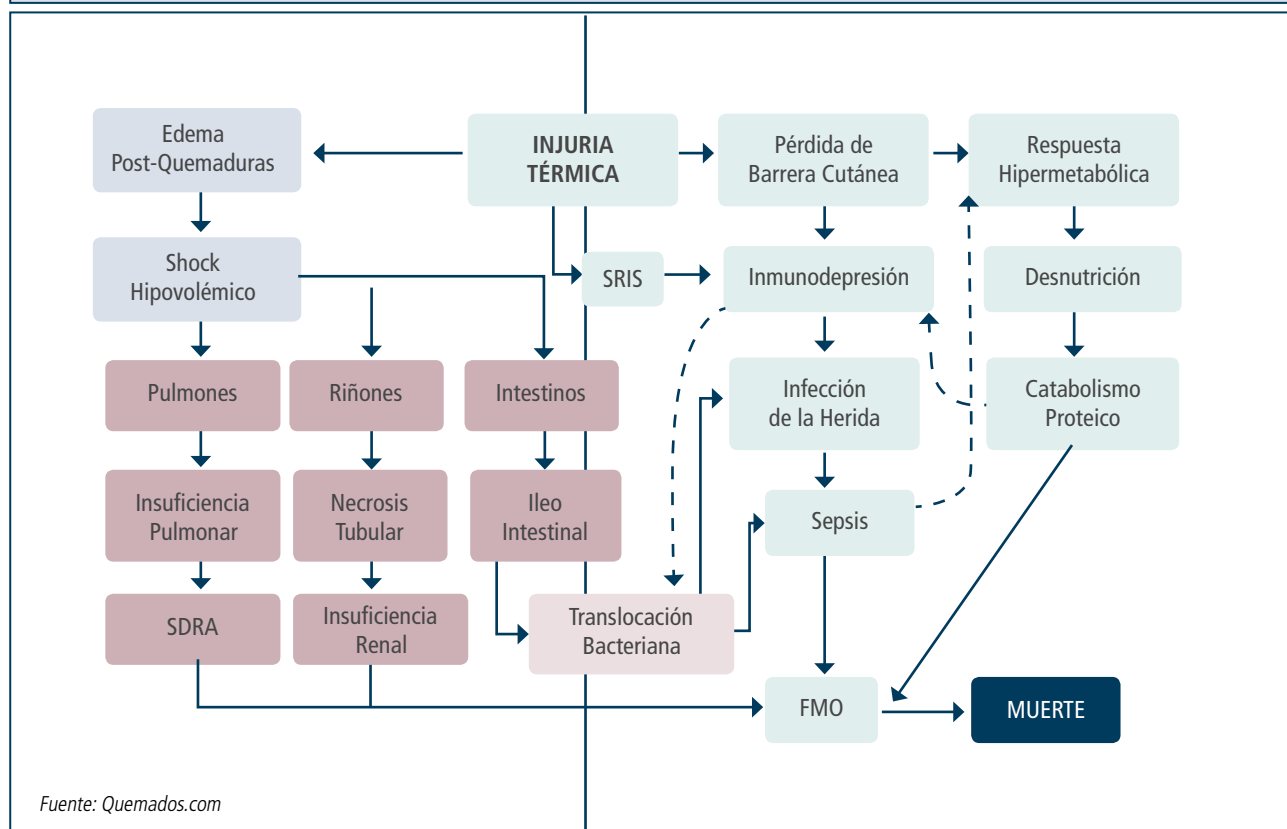 Edema
Post-Quemaduras
INJURIA
TÉRMICA
Pérdida de
Barrera Cutánea
Respuesta
Hipermetabólica
Shock
Hipovolémico
SRIS
Inmunodepresión
Desnutrición
Pulmones
Riñones
Intestinos
Infección
de la Herida
Catabolismo
Proteico
Insuficiencia
Pulmonar
Necrosis
Tubular
Ileo
Intestinal
Sepsis
SDRA
Insuficiencia
Renal
Translocación
Bacteriana
FMO
MUERTE
Fuente: Quemados.com